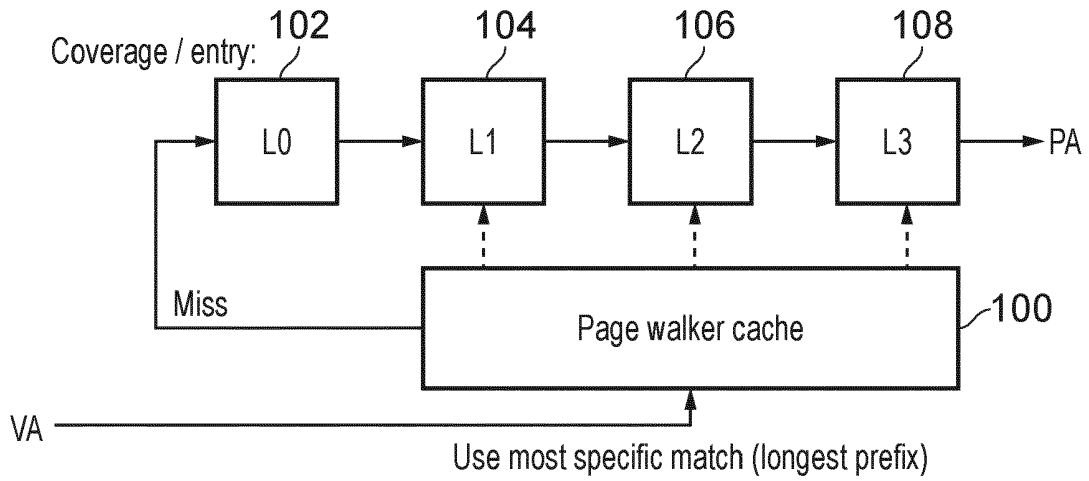 102 104 106 108
Coverage / entry:
L0 L1 L2 L3 PA
Miss
Page walker cache 100
VA
Use most specific match (longest prefix)